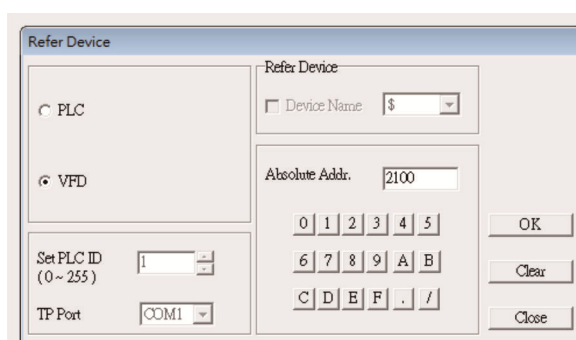 Refer Device
PLC
VFD
Set PLC ID
(0~255)
1
TP Port
COM1
Refer Device
Device Name
$
Absolute Addr.
2100
0 1 2 3 4 5
6 7 8 9 A B
C D E F . /
OK
Clear
Close